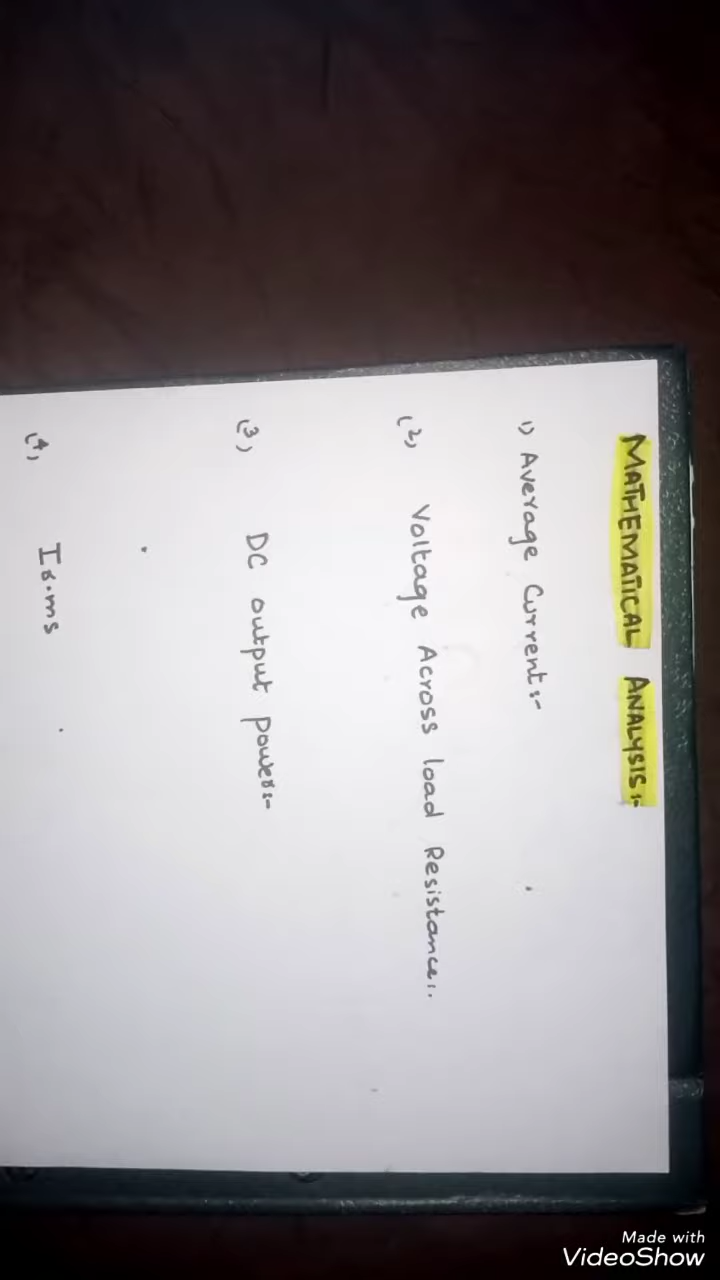 MATHEMATICAL ANALYSIS:-
1) Average Current:-
(2) Voltage Across load Resistance:.
(3) DC output power:-
(4) Ir.ms
Made with
VideoShow